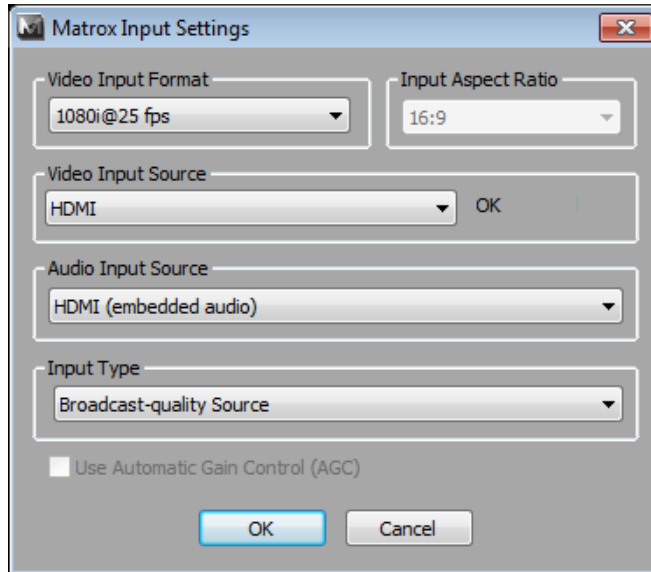 Matrox Input Settings
Video Input Format
Input Aspect Ratio
1080i@25 fps
16:9
Video Input Source
HDMI
OK
Audio Input Source
HDMI (embedded audio)
Input Type
Broadcast-quality Source
Use Automatic Gain Control (AGC)
OK
Cancel